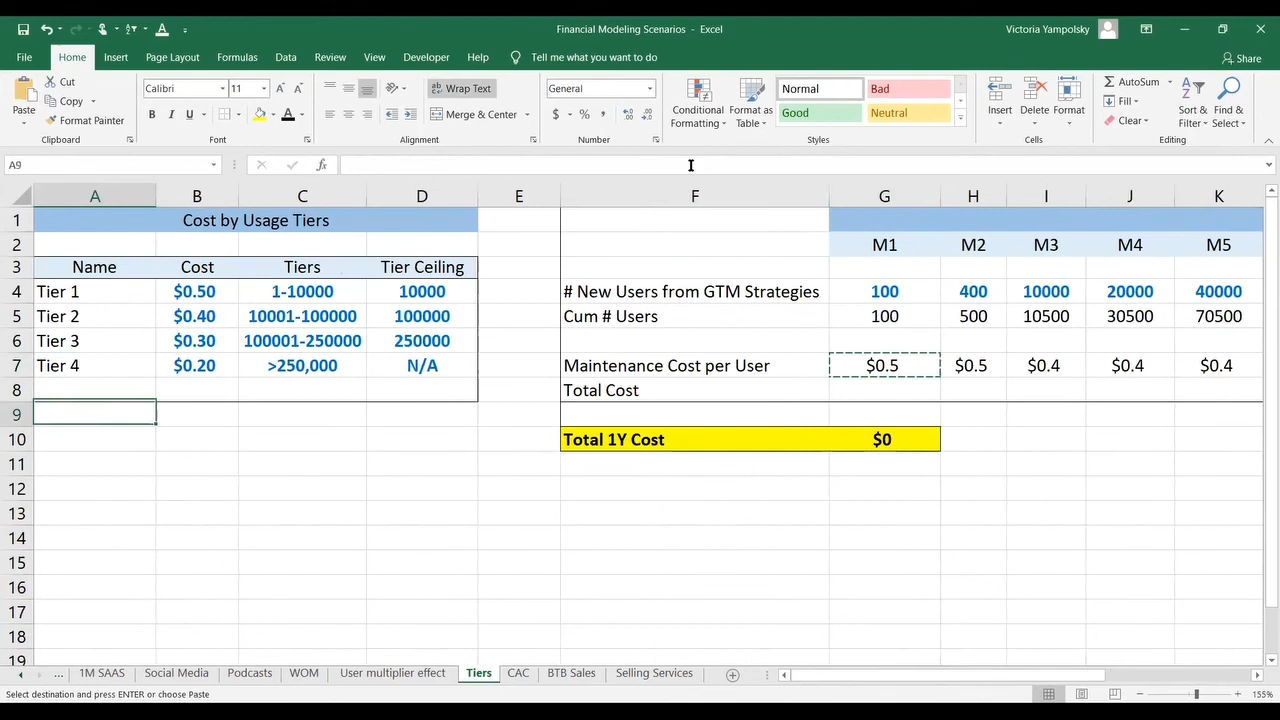 Financial Modeling Scenarios - Excel
Victoria Yampolsky
File Home Insert Page Layout Formulas Data Review View Developer Help Tell me what you want to do Share
Paste
Cut
Copy
Format Painter
Clipboard
Calibri 11
B I U A
Font
Wrap Text
Merge & Center
Alignment
General
$ %
Number
Conditional Formatting
Format as Table
Normal Bad
Good Neutral
Styles
Insert Delete Format
Cells
AutoSum
Fill
Clear
Sort & Filter
Find & Select
Editing
A9 fx
A B C D E F G H I J K
1 Cost by Usage Tiers
2 M1 M2 M3 M4 M5
3 Name Cost Tiers Tier Ceiling
4 Tier 1 $0.50 1-10000 10000 # New Users from GTM Strategies 100 400 10000 20000 40000
5 Tier 2 $0.40 10001-100000 100000 Cum # Users 100 500 10500 30500 70500
6 Tier 3 $0.30 100001-250000 250000
7 Tier 4 $0.20 >250,000 N/A Maintenance Cost per User $0.5 $0.5 $0.4 $0.4 $0.4
8 Total Cost
9
10 Total 1Y Cost $0
11
12
13
14
15
16
17
18
19
... 1M SAAS Social Media Podcasts WOM User multiplier effect Tiers CAC BTB Sales Selling Services
Select destination and press ENTER or choose Paste 155%